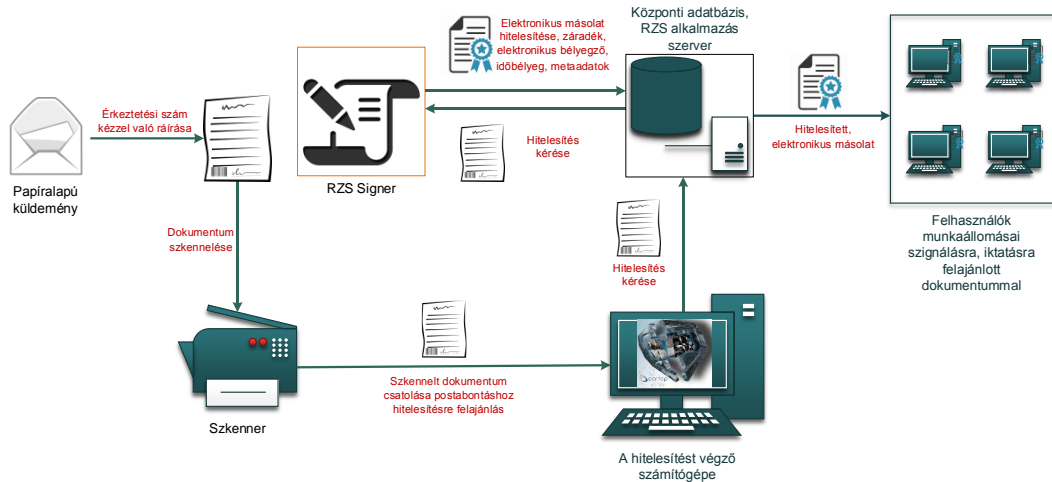 Központi adatbázis,
RZS alkalmazás
szerver
Elektronikus másolat
hitelesítése, záradék,
elektronikus bélyegző,
időbélyeg, metaadatok
Érkeztetési szám
kézzel való ráírása
Hitelesítés
kérése
Hitelesített,
elektronikus másolat
Papíralapú
küldemény
RZS Signer
Dokumentum
szkennelése
Hitelesítés
kérése
Felhasználók
munkaállomásai
szignálásra, iktatásra
felajánlott
dokumentummal
Szkennelt dokumentum
csatolása postabontáshoz
hitelesítésre felajánlás
Szkenner
A hitelesítést végző
számítógépe